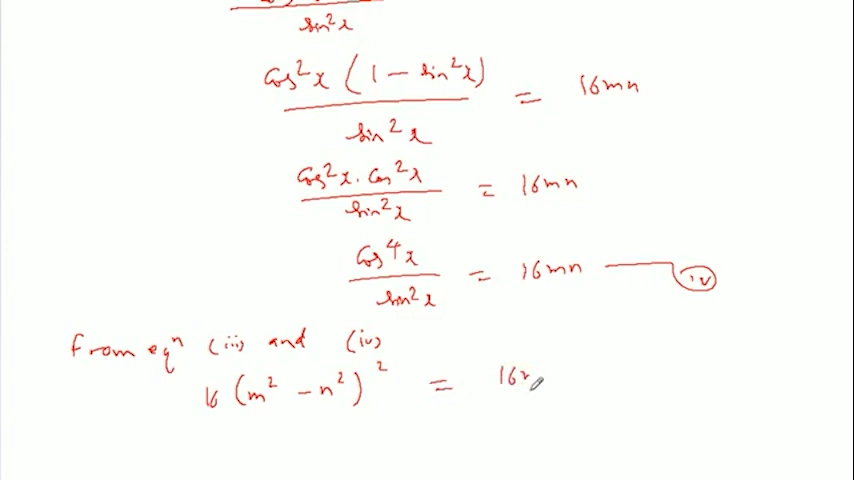 sin²x
cos²x (1 − sin²x) / sin²x = 16mn
cos²x . cos²x / sin²x = 16mn
cos⁴x / sin²x = 16mn —— (iv)
From eqⁿ (iii) and (iv)
16 (m² − n²)² = 16